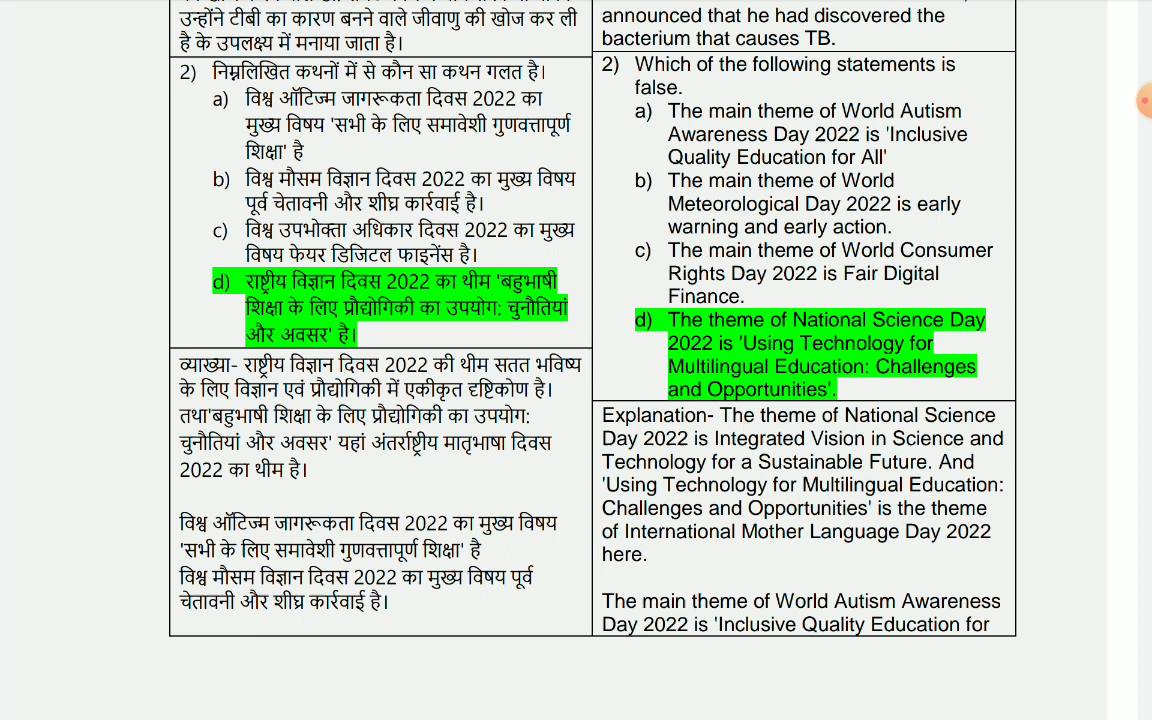 उन्होंने टीबी का कारण बनने वाले जीवाणु की खोज कर ली
है के उपलक्ष्य में मनाया जाता है।
2) निम्नलिखित कथनों में से कौन सा कथन गलत है।
a) विश्व ऑटिज्म जागरूकता दिवस 2022 का
मुख्य विषय 'सभी के लिए समावेशी गुणवत्तापूर्ण
शिक्षा' है
b) विश्व मौसम विज्ञान दिवस 2022 का मुख्य विषय
पूर्व चेतावनी और शीघ्र कार्रवाई है।
c) विश्व उपभोक्ता अधिकार दिवस 2022 का मुख्य
विषय फेयर डिजिटल फाइनेंस है।
d) राष्ट्रीय विज्ञान दिवस 2022 का थीम 'बहुभाषी
शिक्षा के लिए प्रौद्योगिकी का उपयोग: चुनौतियां
और अवसर' है।
व्याख्या- राष्ट्रीय विज्ञान दिवस 2022 की थीम सतत भविष्य
के लिए विज्ञान एवं प्रौद्योगिकी में एकीकृत दृष्टिकोण है।
तथा'बहुभाषी शिक्षा के लिए प्रौद्योगिकी का उपयोग:
चुनौतियां और अवसर' यहां अंतर्राष्ट्रीय मातृभाषा दिवस
2022 का थीम है।
विश्व ऑटिज्म जागरूकता दिवस 2022 का मुख्य विषय
'सभी के लिए समावेशी गुणवत्तापूर्ण शिक्षा' है
विश्व मौसम विज्ञान दिवस 2022 का मुख्य विषय पूर्व
चेतावनी और शीघ्र कार्रवाई है।
announced that he had discovered the
bacterium that causes TB.
2) Which of the following statements is
false.
a) The main theme of World Autism
Awareness Day 2022 is 'Inclusive
Quality Education for All'
b) The main theme of World
Meteorological Day 2022 is early
warning and early action.
c) The main theme of World Consumer
Rights Day 2022 is Fair Digital
Finance.
d) The theme of National Science Day
2022 is 'Using Technology for
Multilingual Education: Challenges
and Opportunities'.
Explanation- The theme of National Science
Day 2022 is Integrated Vision in Science and
Technology for a Sustainable Future. And
'Using Technology for Multilingual Education:
Challenges and Opportunities' is the theme
of International Mother Language Day 2022
here.
The main theme of World Autism Awareness
Day 2022 is 'Inclusive Quality Education for